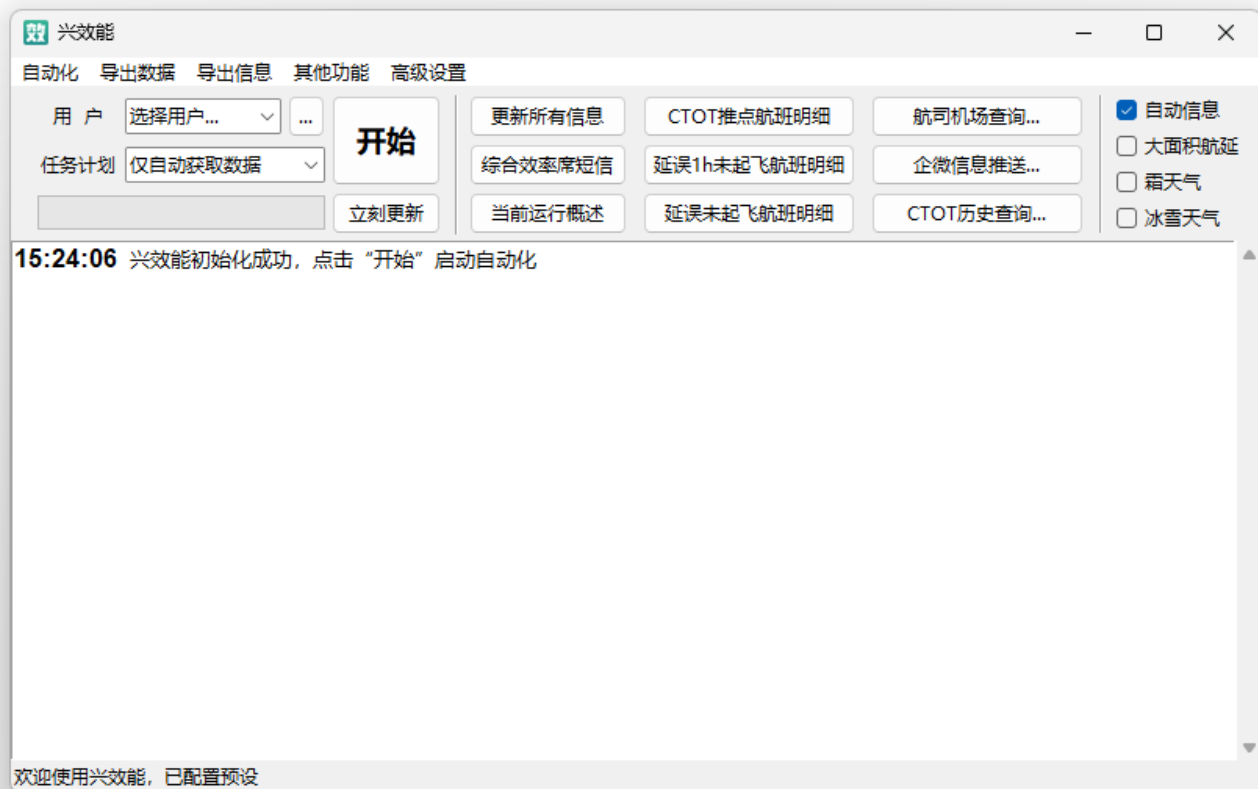 效 兴效能
自动化 导出数据 导出信息 其他功能 高级设置
用 户 选择用户... ... 开始 更新所有信息 CTOT推点航班明细 航司机场查询... 自动信息
大面积航延
任务计划 仅自动获取数据 综合效率席短信 延误1h未起飞航班明细 企微信息推送...
霜天气
立刻更新 当前运行概述 延误未起飞航班明细 CTOT历史查询... 冰雪天气
15:24:06 兴效能初始化成功，点击“开始”启动自动化
欢迎使用兴效能，已配置预设